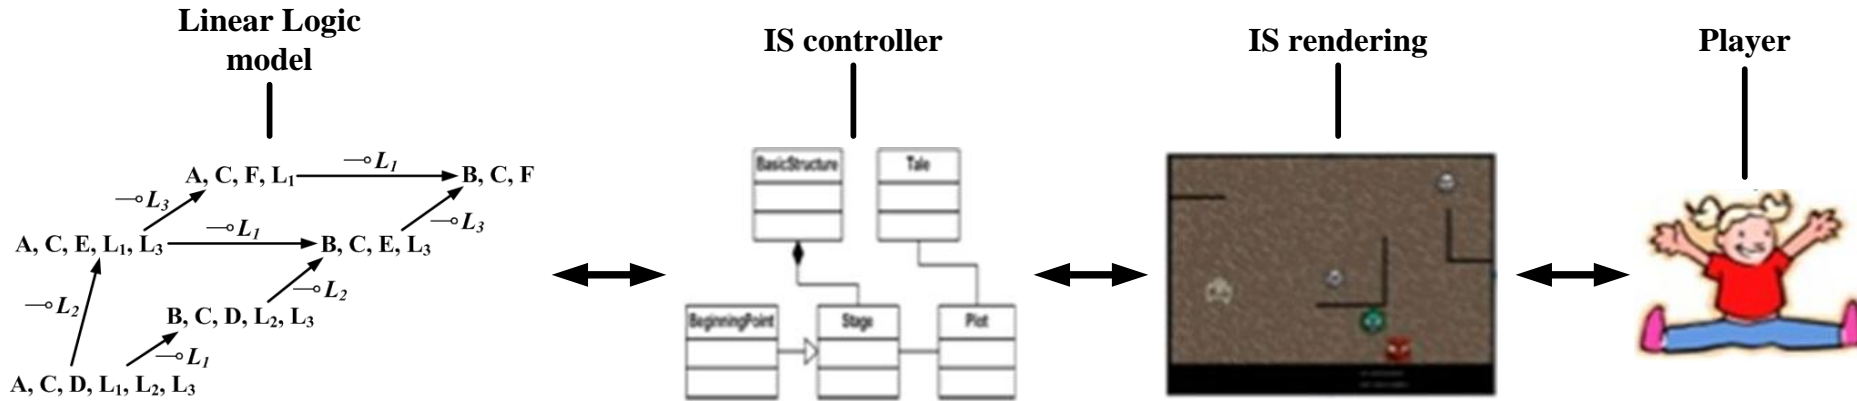 Linear Logic
model
IS controller
IS rendering
Player
A, C, F, L₁
⊸L₁
B, C, F
⊸L₃
⊸L₁
⊸L₃
A, C, E, L₁, L₃
B, C, E, L₃
⊸L₂
⊸L₂
B, C, D, L₂, L₃
⊸L₁
A, C, D, L₁, L₂, L₃
BasicStructure
Tale
BeginningPoint
Stage
Plot